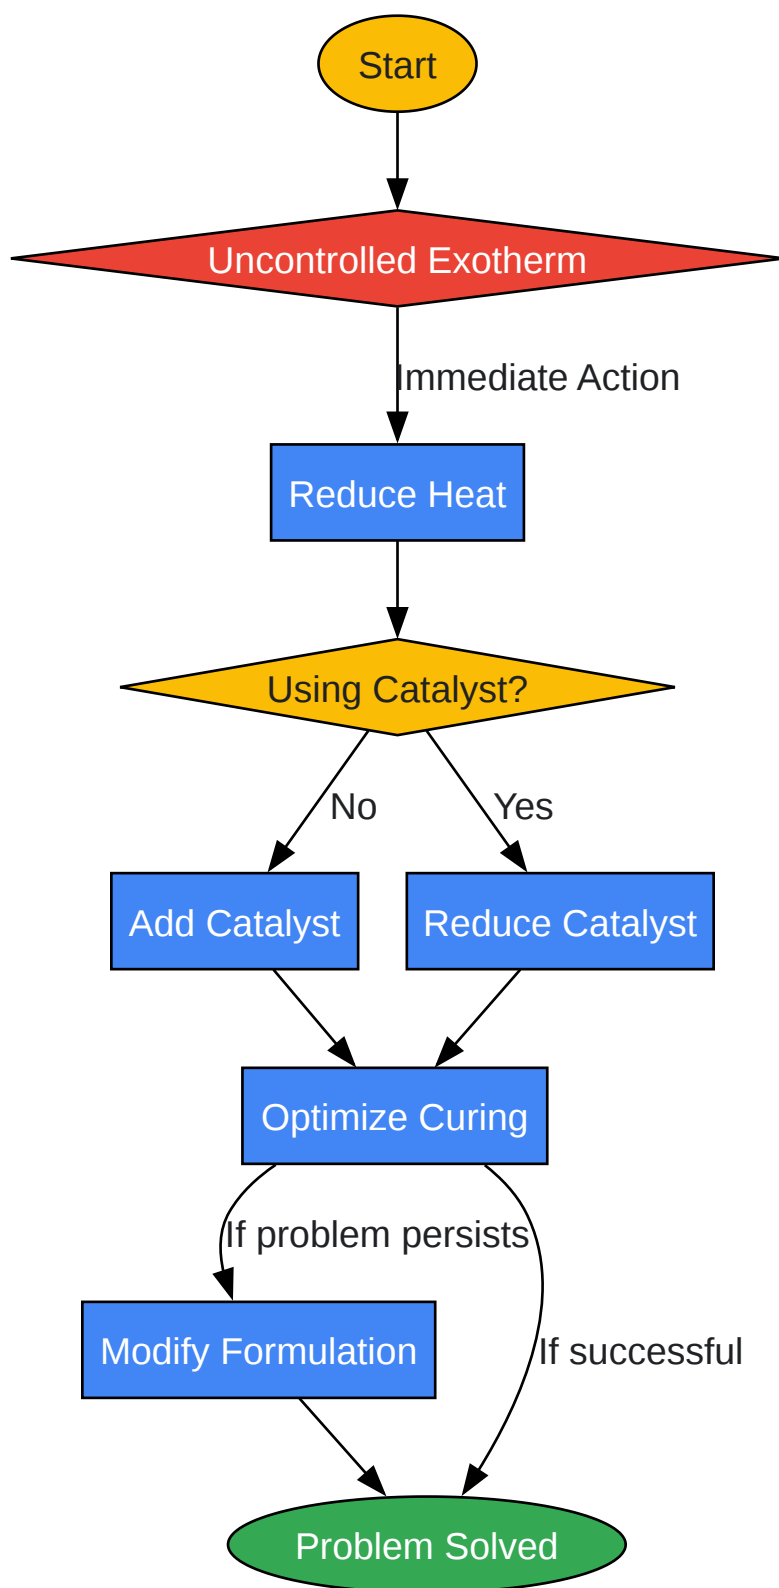 Start
Uncontrolled Exotherm
Immediate Action
Reduce Heat
Using Catalyst?
No
Yes
Add Catalyst
Reduce Catalyst
Optimize Curing
If problem persists
Modify Formulation
If successful
Problem Solved